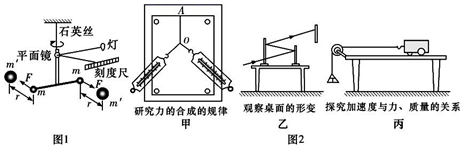 石英丝
平面镜
灯
刻度尺
m'
F
m
r
m
F
r
m'
图1
A
O
研究力的合成的规律
甲
观察桌面的形变
乙
图2
探究加速度与力、质量的关系
丙